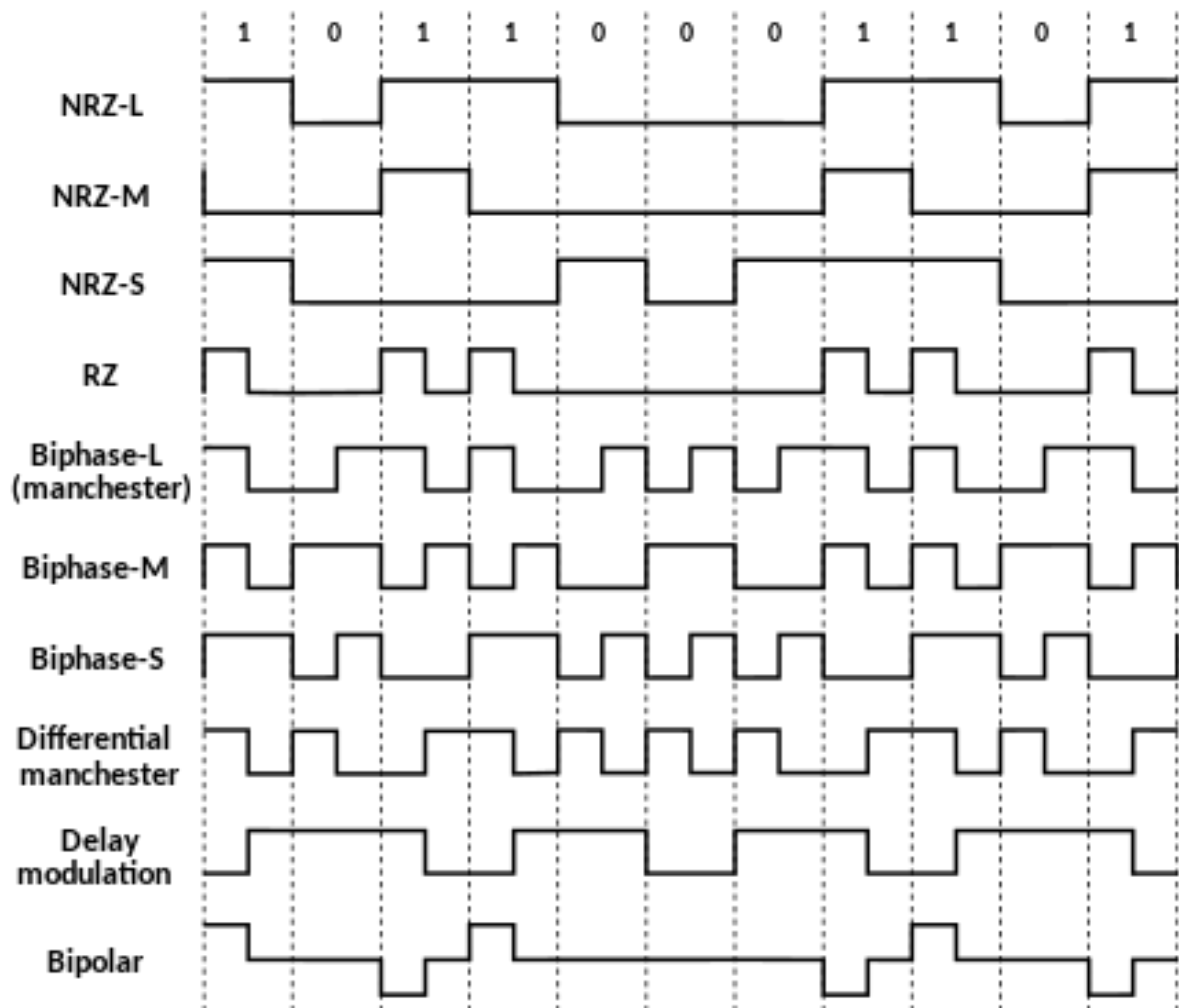 1 0 1 1 0 0 0 1 1 0 1
NRZ-L
NRZ-M
NRZ-S
RZ
Biphase-L
(manchester)
Biphase-M
Biphase-S
Differential
manchester
Delay
modulation
Bipolar